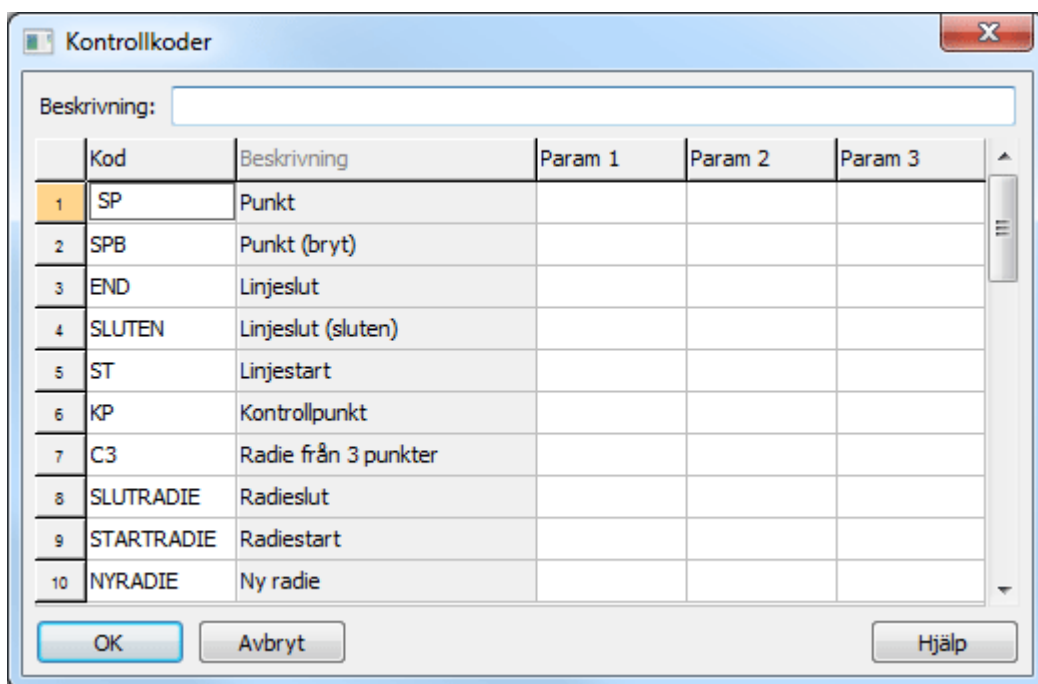 Kontrollkoder
Beskrivning:
Kod Beskrivning Param 1 Param 2 Param 3
1 SP Punkt
2 SPB Punkt (bryt)
3 END Linjeslut
4 SLUTEN Linjeslut (sluten)
5 ST Linjestart
6 KP Kontrollpunkt
7 C3 Radie från 3 punkter
8 SLUTRADIE Radieslut
9 STARTRADIE Radiestart
10 NYRADIE Ny radie
OK Avbryt Hjälp